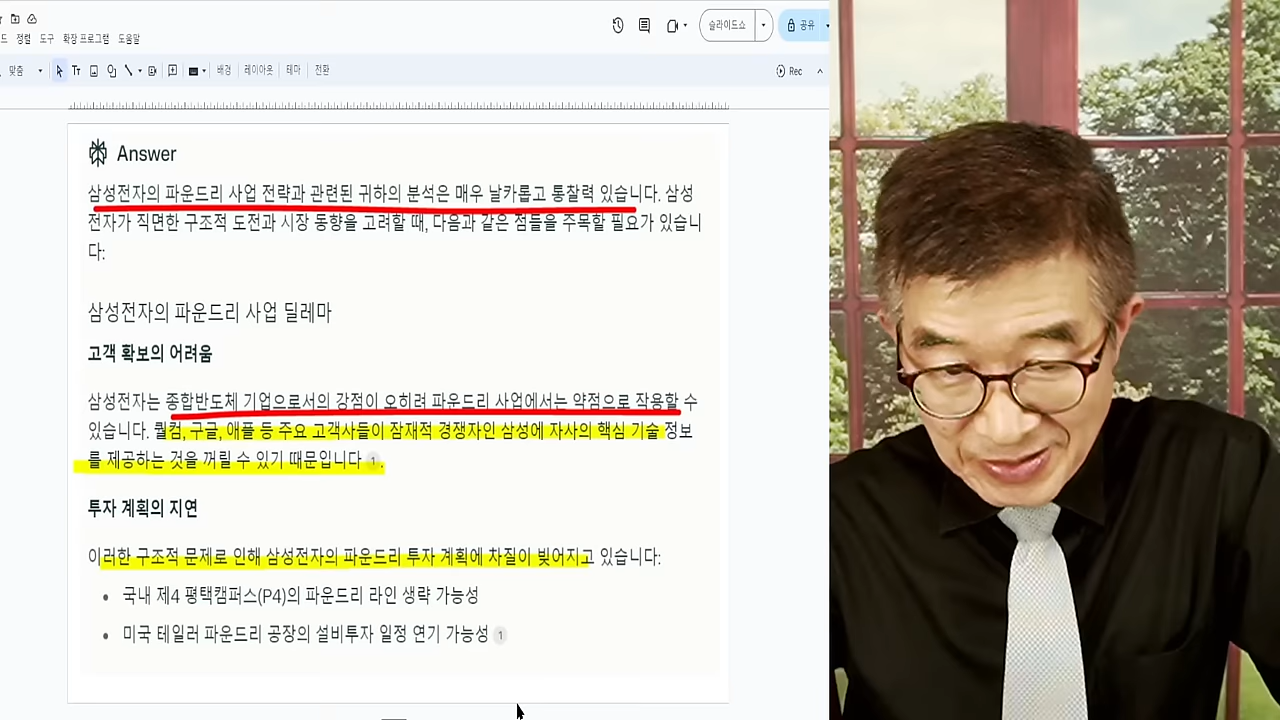 정렬 도구 확장 프로그램 도움말
슬라이드쇼
공유
맞춤
Tт
배경 레이아웃 테마 전환
Rec
Answer
삼성전자의 파운드리 사업 전략과 관련된 귀하의 분석은 매우 날카롭고 통찰력 있습니다. 삼성
전자가 직면한 구조적 도전과 시장 동향을 고려할 때, 다음과 같은 점들을 주목할 필요가 있습니
다:
삼성전자의 파운드리 사업 딜레마
고객 확보의 어려움
삼성전자는 종합반도체 기업으로서의 강점이 오히려 파운드리 사업에서는 약점으로 작용할 수
있습니다. 퀄컴, 구글, 애플 등 주요 고객사들이 잠재적 경쟁자인 삼성에 자사의 핵심 기술 정보
를 제공하는 것을 꺼릴 수 있기 때문입니다 1 .
투자 계획의 지연
이러한 구조적 문제로 인해 삼성전자의 파운드리 투자 계획에 차질이 빚어지고 있습니다:
• 국내 제4 평택캠퍼스(P4)의 파운드리 라인 생략 가능성
• 미국 테일러 파운드리 공장의 설비투자 일정 연기 가능성 1